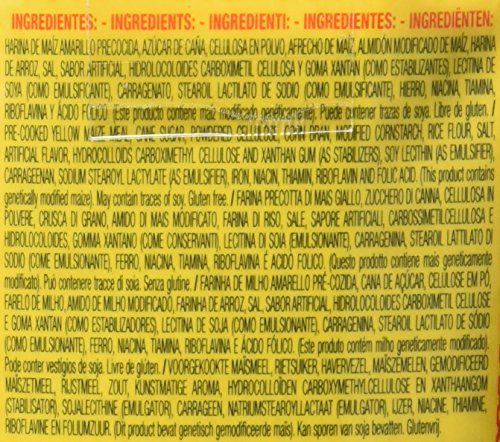 INGREDIENTES: - INGREDIENTS: - INGREDIENTI: - INGREDIENTES: - INGREDIËNTEN:
HARINA DE MAÍZ AMARILLO PRECOCIDA, AZÚCAR DE CAÑA, CELULOSA EN POLVO, AFRECHO DE MAÍZ, ALMIDÓN MODIFICADO DE MAÍZ, HARINA
DE ARROZ, SAL, SABOR ARTIFICIAL, HIDROLOCOLOIDES CARBOXIMETIL CELULOSA Y GOMA XANTAN (COMO ESTABILIZANTES), LECITINA DE
SOYA (COMO EMULSIFICANTE), CARRAGENATO, STEAROIL LACTILATO DE SODIO (COMO EMULSIFICANTE), HIERRO, NIACINA, TIAMINA,
RIBOFLAVINA Y ÁCIDO FÓLICO. (Este producto contiene maíz modificado genéticamente). Puede contener trazas de soya. Libre de gluten. /
PRE-COOKED YELLOW MAIZE MEAL, CANE SUGAR, POWDERED CELLULOSE, CORN BRAN, MODIFIED CORNSTARCH, RICE FLOUR, SALT,
ARTIFICIAL FLAVOR, HYDROCOLLOIDS CARBOXYMETHYL CELLULOSE AND XANTHAN GUM (AS STABILIZERS), SOY LECITHIN (AS EMULSIFIER),
CARRAGEENAN, SODIUM STEAROYL LACTYLATE (AS EMULSIFIER), IRON, NIACIN, THIAMIN, RIBOFLAVIN AND FOLIC ACID. (This product contains
genetically modified maize). May contain traces of soy. Gluten free. / FARINA PRECOTTA DI MAIS GIALLO, ZUCCHERO DI CANNA, CELLULOSA IN
POLVERE, CRUSCA DI GRANO, AMIDO DI MAIS MODIFICATO, FARINA DI RISO, SALE, SAPORE ARTIFICIALI, CARBOSSIMETILCELLULOSA E
HIDROLOCOLOIDES, GOMMA XANTANO (COME CONSERVANTI), LECITINA DI SOIA (EMULSIONANTE), CARRAGENINA, STEAROIL LATTILATO DI
SODIO (COME EMULSIONANTE), FERRO, NIACINA, TIAMINA, RIBOFLAVINA E ACIDO FOLICO. (Questo prodotto contiene mais geneticamente
modificato). Può contenere tracce di soia. Senza glutine. / FARINHA DE MILHO AMARELLO PRÉ-COZIDA, CANA DE AÇÚCAR, CELULOSE EM PÓ,
FARELO DE MILHO, AMIDO DE MILHO MODIFICADO, FARINHA DE ARROZ, SAL, SABOR ARTIFICIAL, HIDROLOCOLOIDES CARBOXIMETIL CELULOSE
E GOMA XANTAN (COMO ESTABILIZADORES), LECITINA DE SOJA (COMO EMULSIONANTE), CARRAGENINA, STEAROIL LACTILATO DE SÓDIO
(COMO EMULSIONANTE), FERRO, NIACINA, TIAMINA, RIBOFLAVINA E ÁCIDO FÓLICO. (Este produto contém milho geneticamente modificado).
Pode conter vestígios de soja. Livre de glúten. / VOORGEKOOKTE MAÏSMEEL, RIETSUIKER, HAVERVEZEL, MAÏSZEMELEN, GEMODIFICEERD
MAÏSZETMEEL, RIJSTMEEL, ZOUT, KUNSTMATIGE AROMA, HYDROCOLLOÏDEN CARBOXYMETHYLCELLULOSE EN XANTHAANGOM
(STABILISATOR), SOJALECITHINE (EMULGATOR), CARRAGEEN, NATRIUMSTEAROYLLACTAAT (EMULGATOR), IJZER, NIACINE, THIAMINE,
RIBOFLAVINE EN FOLIUMZUUR. (Dit product bevat genetisch gemodificeerde maïs). Kan sporen van soja bevatten. Glutenvrij.